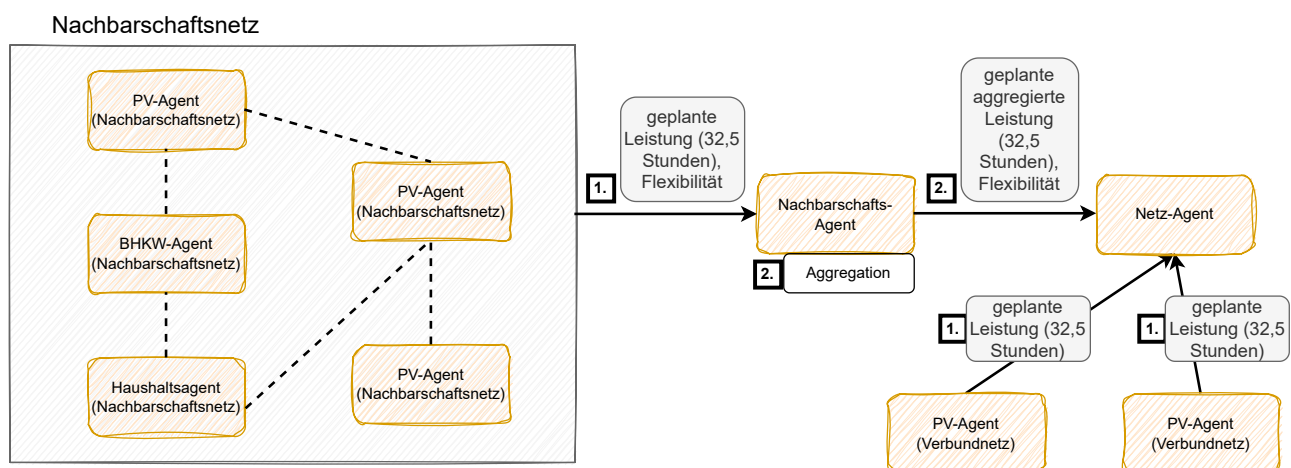 Nachbarschaftsnetz
PV-Agent
(Nachbarschaftsnetz)
BHKW-Agent
(Nachbarschaftsnetz)
Haushaltsagent
(Nachbarschaftsnetz)
PV-Agent
(Nachbarschaftsnetz)
PV-Agent
(Nachbarschaftsnetz)
1.
geplante
Leistung (32,5
Stunden),
Flexibilität
Nachbarschafts-
Agent
2.
Aggregation
2.
geplante
aggregierte
Leistung
(32,5
Stunden),
Flexibilität
Netz-Agent
1.
geplante
Leistung (32,5
Stunden)
1.
geplante
Leistung (32,5
Stunden)
PV-Agent
(Verbundnetz)
PV-Agent
(Verbundnetz)